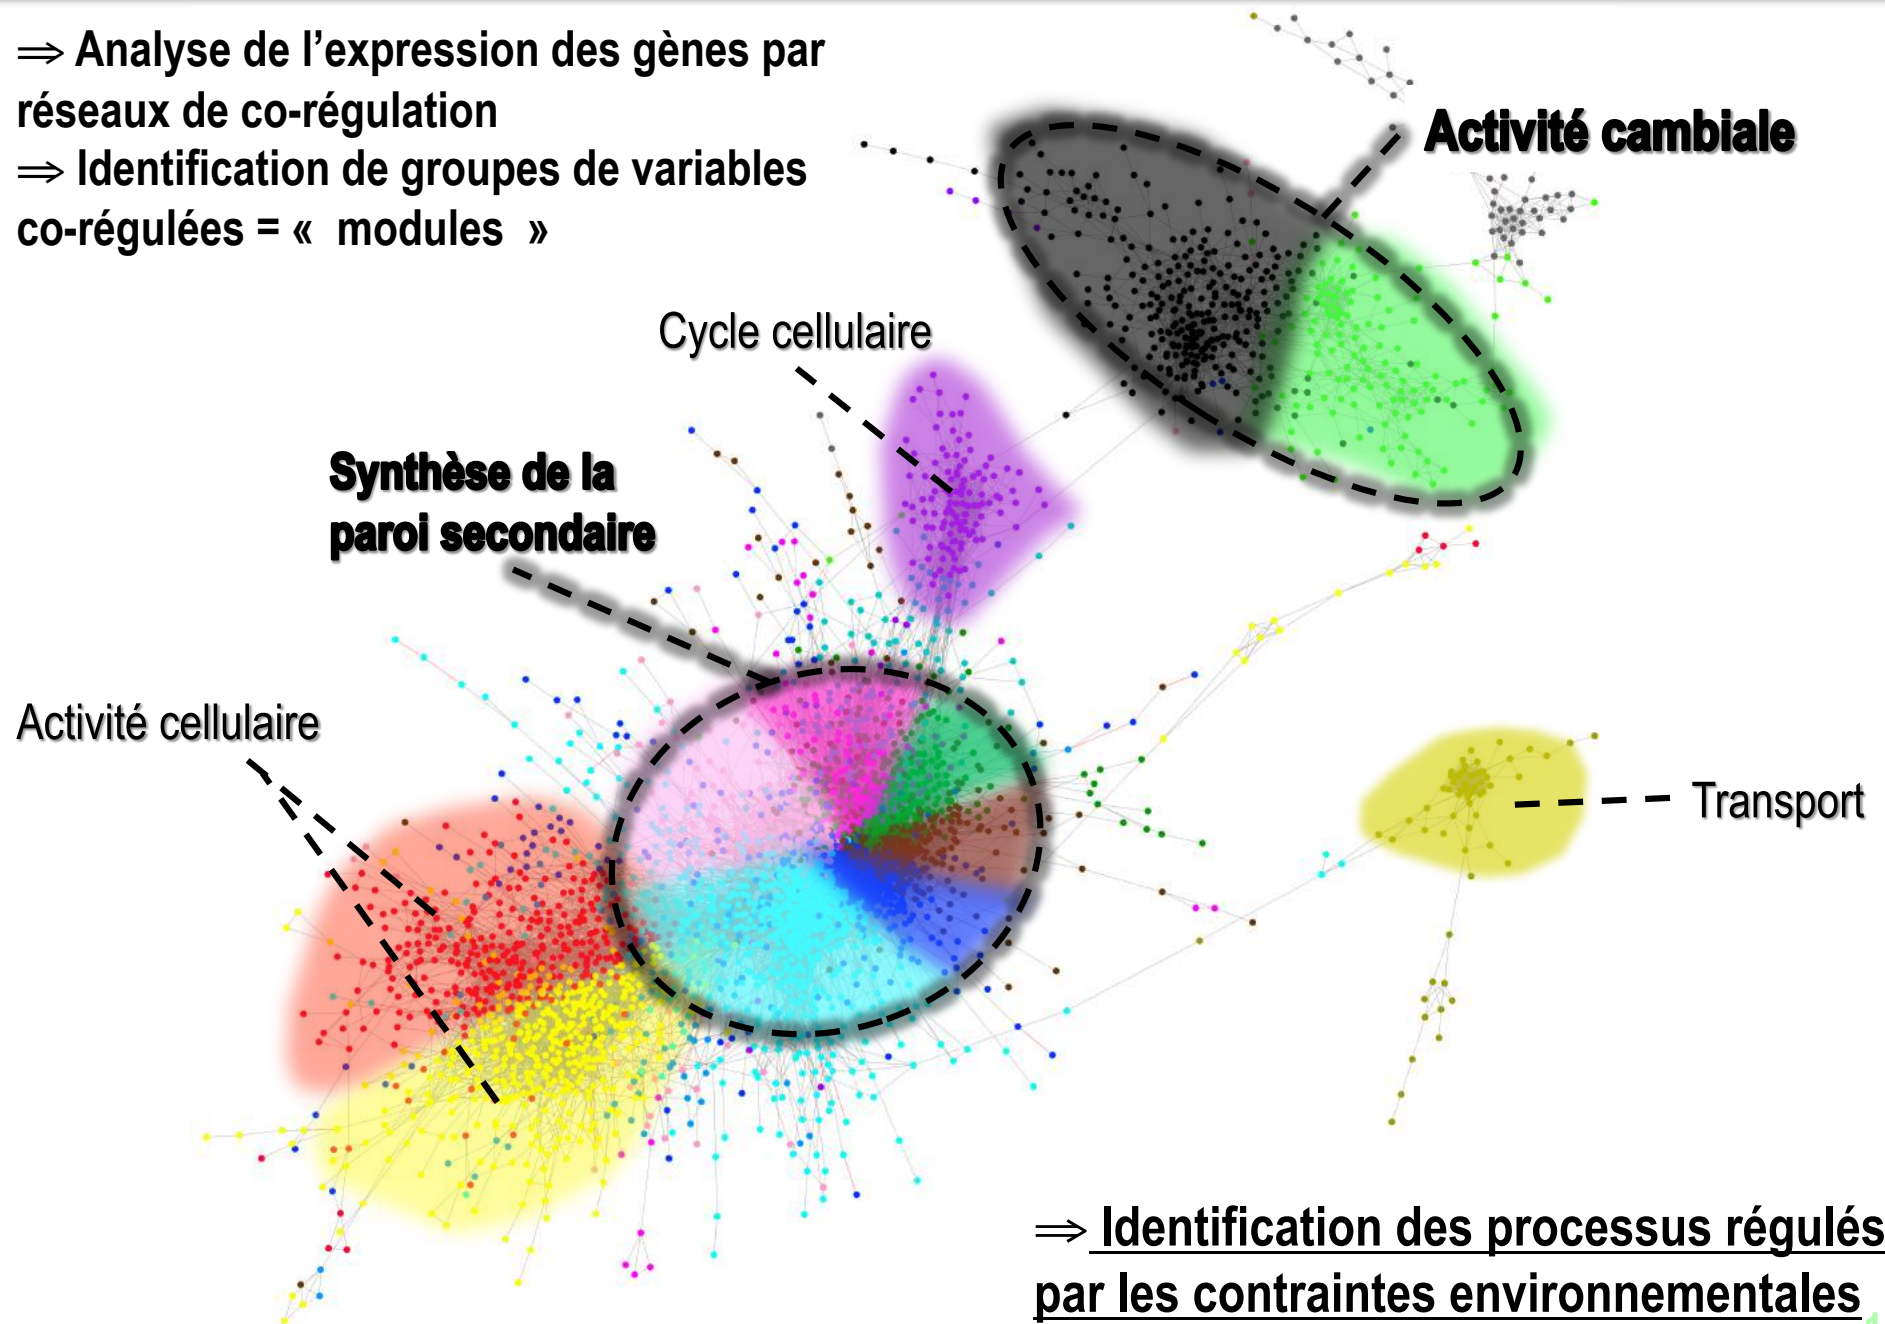 ⇒ Analyse de l’expression des gènes par
réseaux de co-régulation
⇒ Identification de groupes de variables
co-régulées = «  modules  »
Activité cambiale
Cycle cellulaire
Synthèse de la
paroi secondaire
Activité cellulaire
Transport
⇒ Identification des processus régulés
par les contraintes environnementales